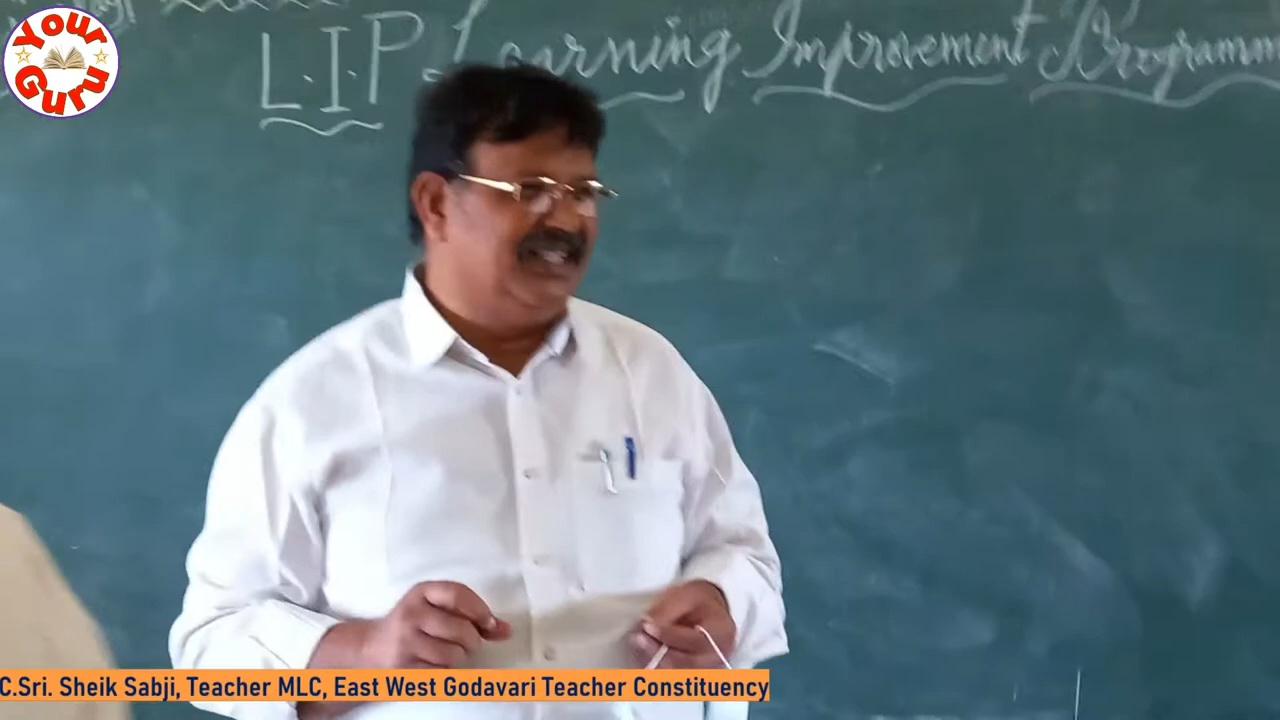 Your
Guru
L.I.P - Learning Improvement Programm
C.Sri. Sheik Sabji, Teacher MLC, East West Godavari Teacher Constituency